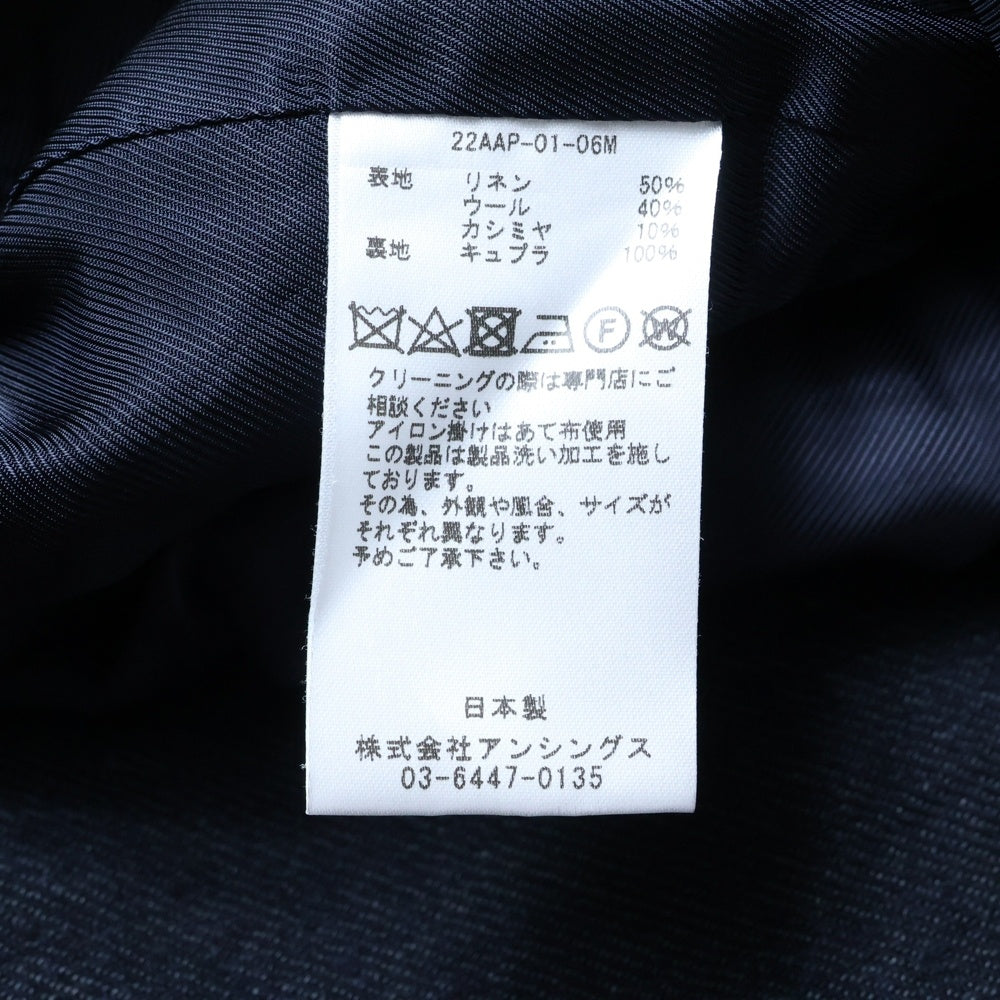 22AAP-01-06M
表地 リネン 50%
ウール 40%
カシミヤ 10%
裏地 キュプラ 100%
F W
クリーニングの際は専門店にご
相談ください
アイロン掛けはあて布使用
この製品は製品洗い加工を施し
ております。
その為、外観や風合、サイズが
それぞれ異なります。
予めご了承下さい。
日本製
株式会社アンシングス
03-6447-0135